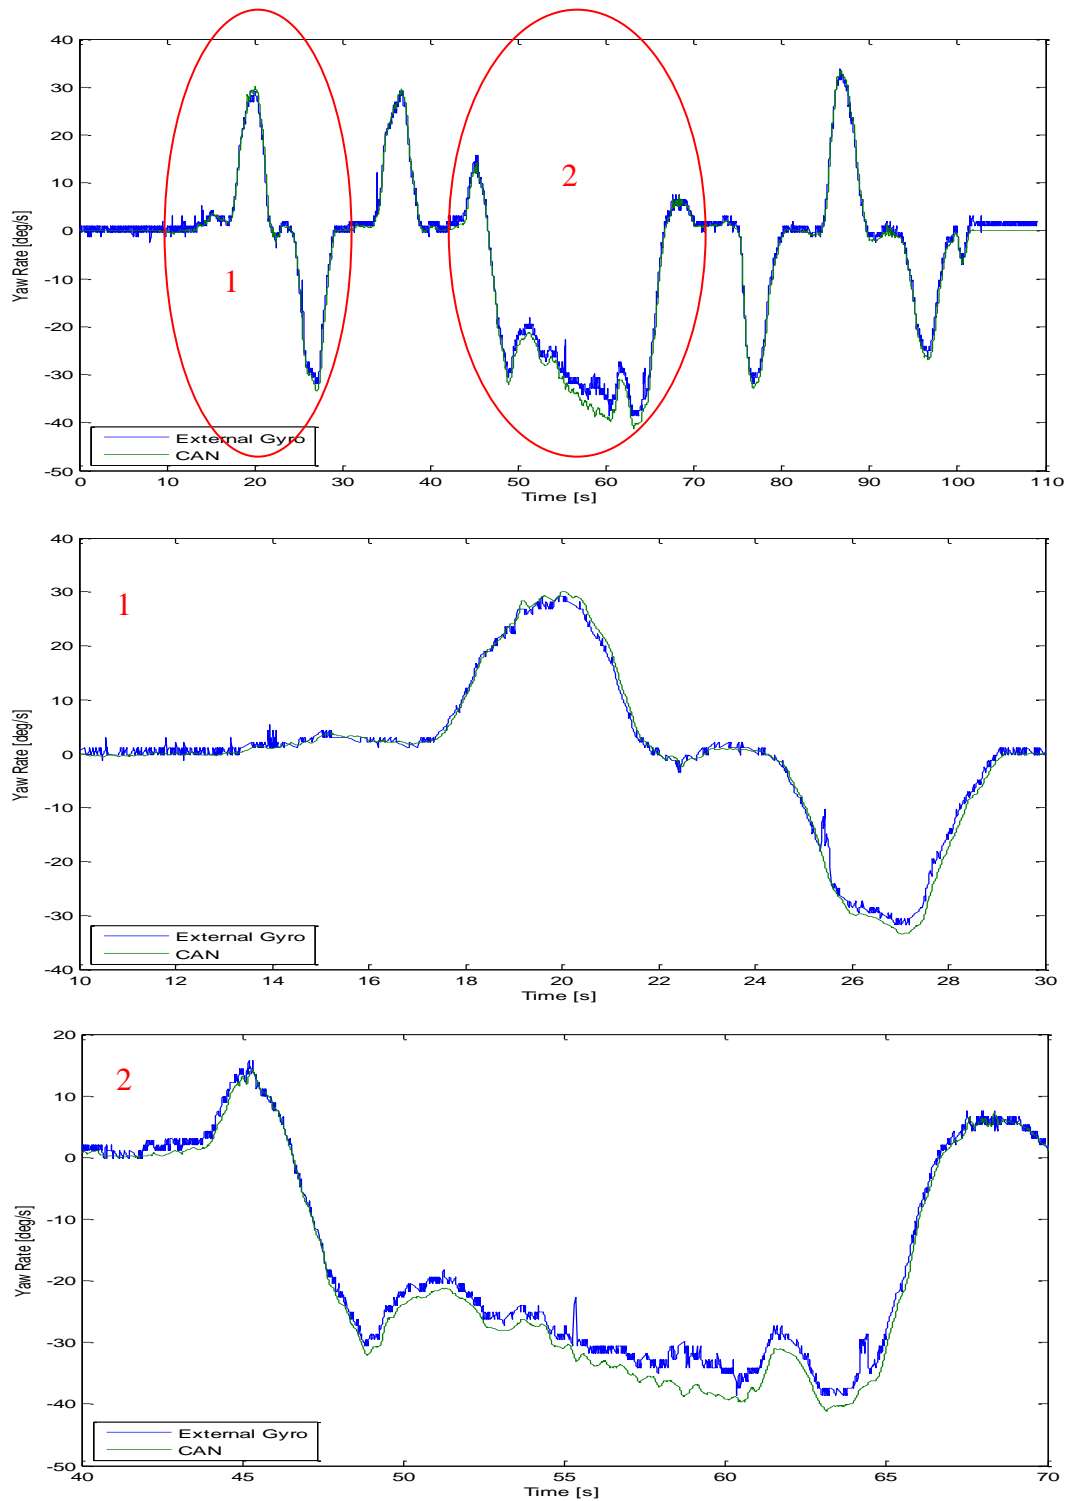 40
30
20
10
0
-10
-20
-30
-40
-50
Yaw Rate [deg/s]
1
2
External Gyro
CAN
0 10 20 30 40 50 60 70 80 90 100 110
Time [s]
40
30
20
10
0
-10
-20
-30
-40
Yaw Rate [deg/s]
1
External Gyro
CAN
10 12 14 16 18 20 22 24 26 28 30
Time [s]
20
10
0
-10
-20
-30
-40
-50
Yaw Rate [deg/s]
2
External Gyro
CAN
40 45 50 55 60 65 70
Time [s]